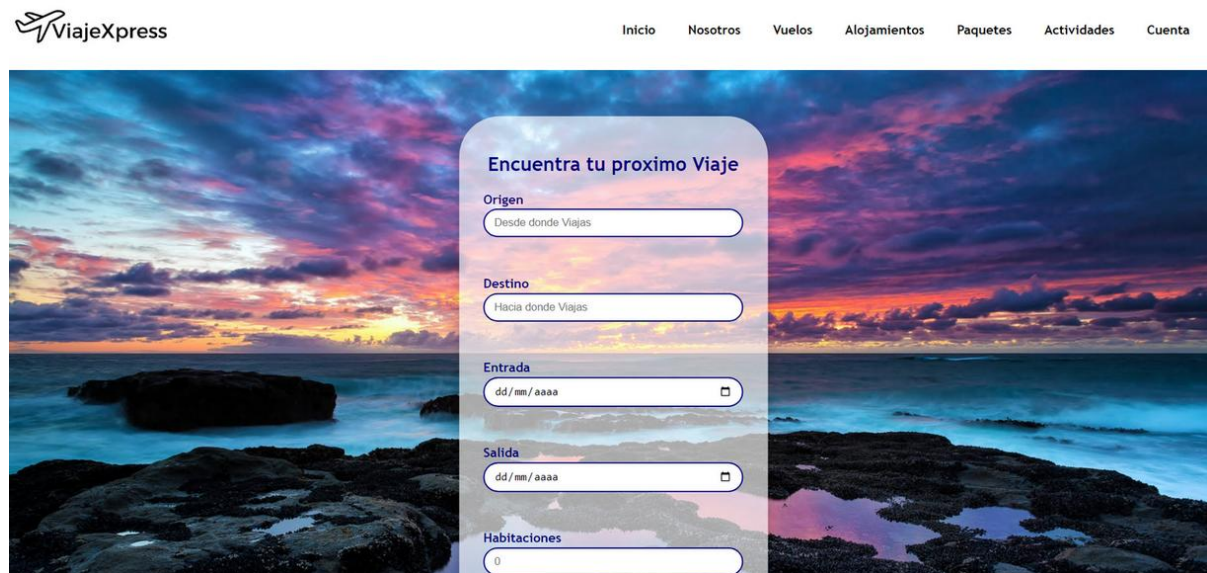 ViajeXpress
Inicio Nosotros Vuelos Alojamientos Paquetes Actividades Cuenta
Encuentra tu proximo Viaje
Origen
Desde donde Viajas
Destino
Hacia donde Viajas
Entrada
dd/mm/aaaa
Salida
dd/mm/aaaa
Habitaciones
0